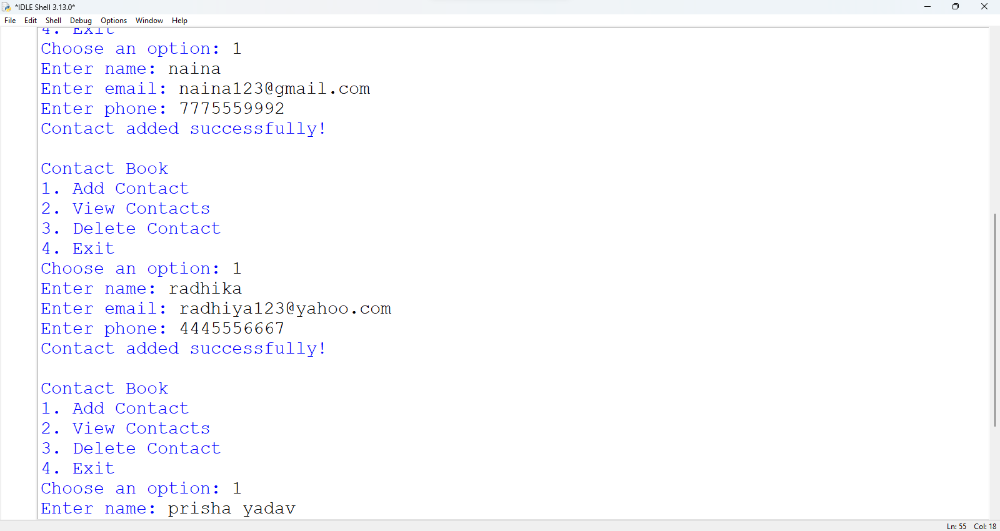 *IDLE Shell 3.13.0*
File Edit Shell Debug Options Window Help
4. Exit
Choose an option: 1
Enter name: naina
Enter email: naina123@gmail.com
Enter phone: 7775559992
Contact added successfully!
Contact Book
1. Add Contact
2. View Contacts
3. Delete Contact
4. Exit
Choose an option: 1
Enter name: radhika
Enter email: radhiya123@yahoo.com
Enter phone: 4445556667
Contact added successfully!
Contact Book
1. Add Contact
2. View Contacts
3. Delete Contact
4. Exit
Choose an option: 1
Enter name: prisha yadav
Ln: 55 Col: 18